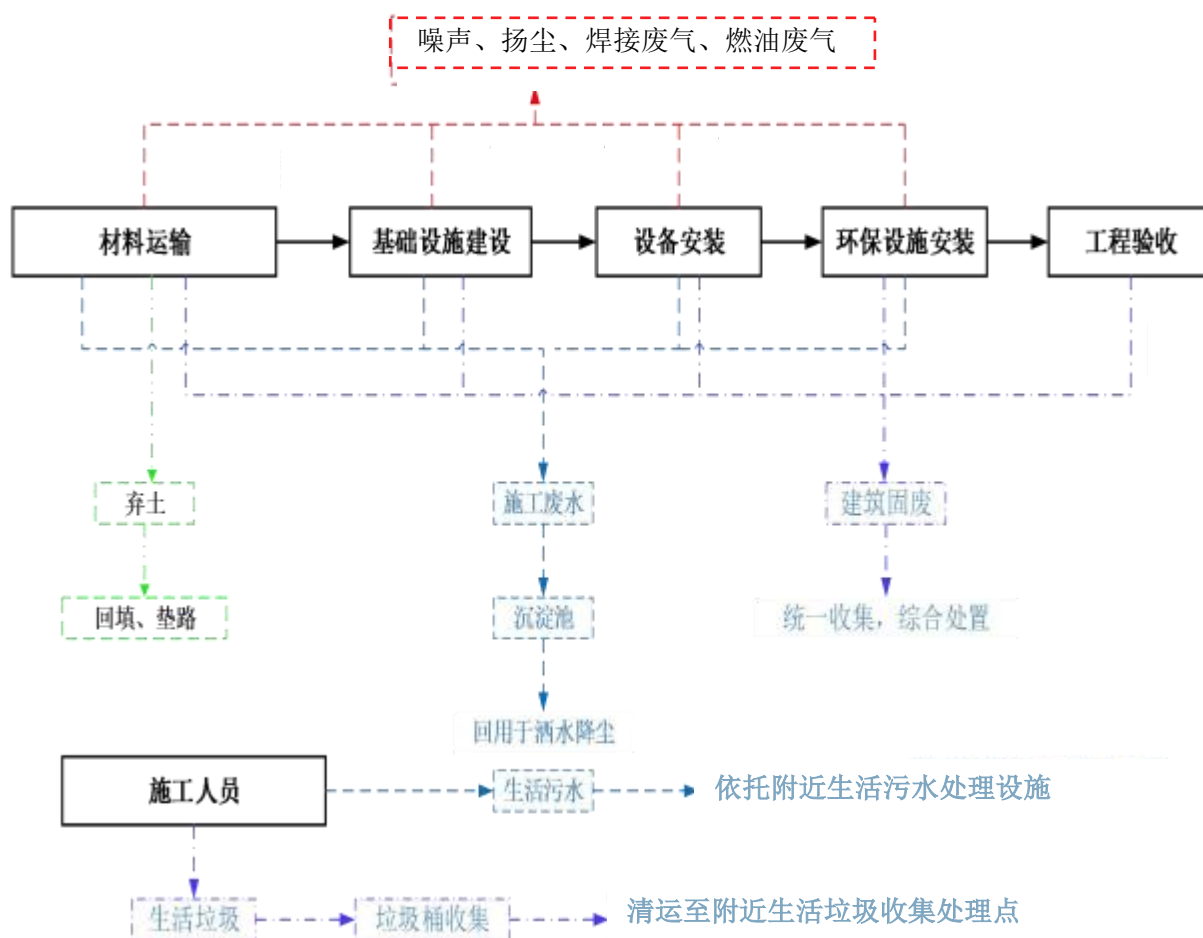 噪声、扬尘、焊接废气、燃油废气
材料运输
基础设施建设
设备安装
环保设施安装
工程验收
弃土
施工废水
建筑固废
回填、垫路
沉淀池
统一收集，综合处置
回用于洒水降尘
施工人员
生活污水
依托附近生活污水处理设施
生活垃圾
垃圾桶收集
清运至附近生活垃圾收集处理点